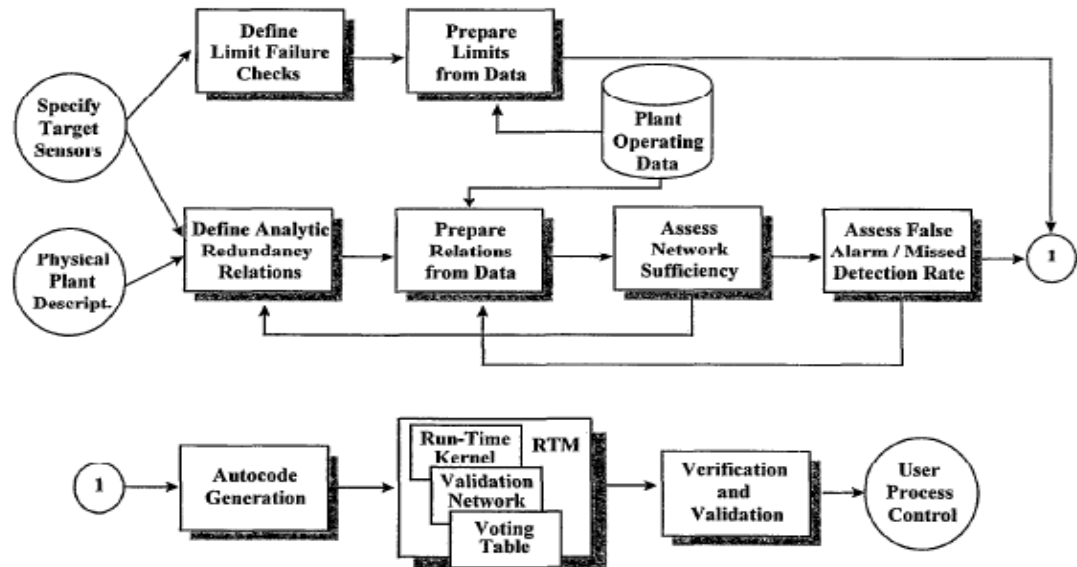 Define
Limit Failure
Checks
Prepare
Limits
from Data
Specify
Target
Sensors
Plant
Operating
Data
Define Analytic
Redundancy
Relations
Prepare
Relations
from Data
Assess
Network
Sufficiency
Assess False
Alarm / Missed
Detection Rate
1
Physical
Plant
Descript.
1
Autocode
Generation
Run-Time
Kernel
RTM
Validation
Network
Voting
Table
Verification
and
Validation
User
Process
Control